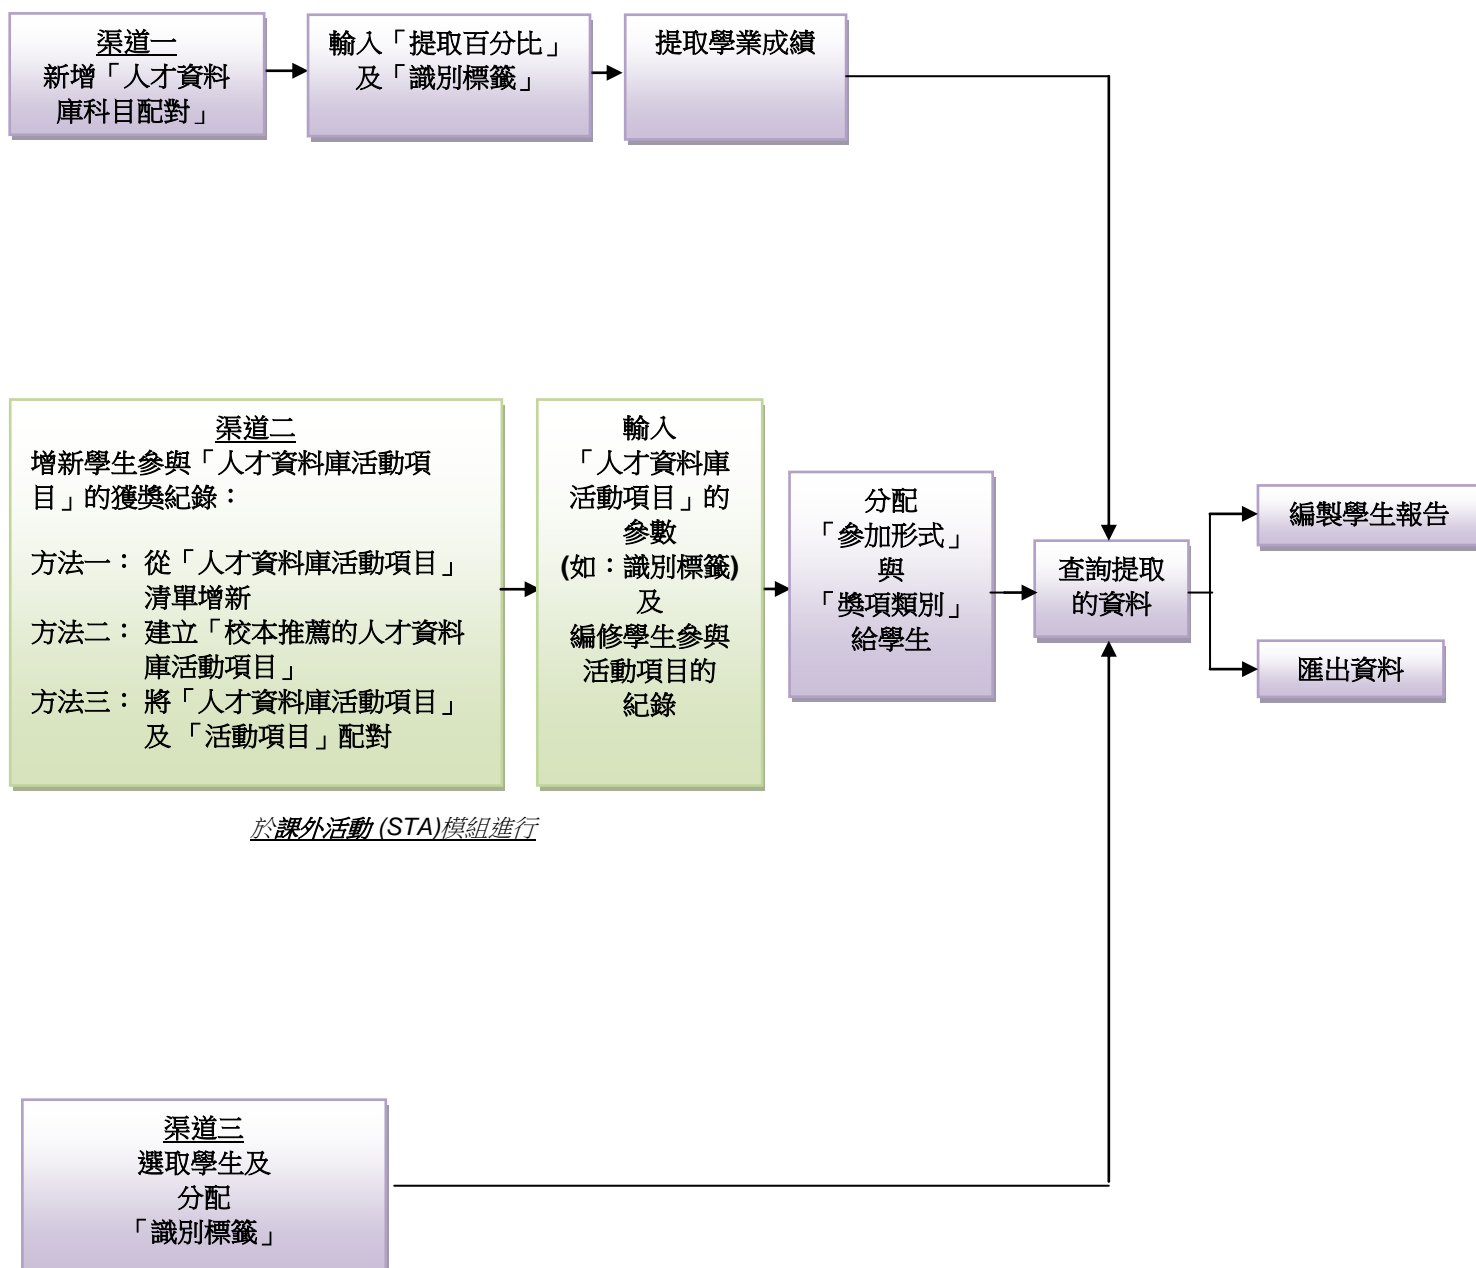 渠道一
新增「人才資料
庫科目配對」
輸入「提取百分比」
及「識別標籤」
提取學業成績
渠道二
增新學生參與「人才資料庫活動項
目」的獲獎紀錄：
方法一： 從「人才資料庫活動項目」
清單增新
方法二： 建立「校本推薦的人才資料
庫活動項目」
方法三： 將「人才資料庫活動項目」
及 「活動項目」配對
輸入
「人才資料庫
活動項目」的
參數
(如：識別標籤)
及
編修學生參與
活動項目的
紀錄
分配
「參加形式」
與
「獎項類別」
給學生
查詢提取
的資料
編製學生報告
匯出資料
於課外活動 (STA)模組進行
渠道三
選取學生及
分配
「識別標籤」